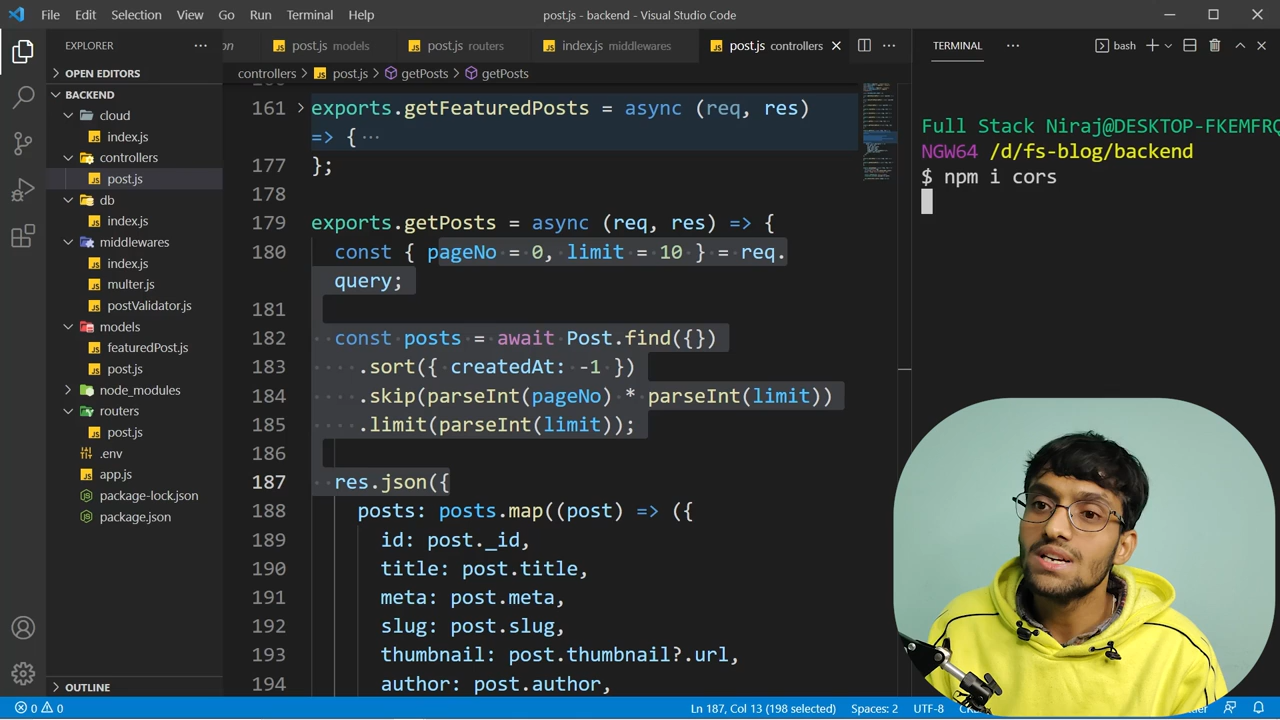 File Edit Selection View Go Run Terminal Help
post.js - backend - Visual Studio Code
EXPLORER
OPEN EDITORS
BACKEND
cloud
index.js
controllers
post.js
db
index.js
middlewares
index.js
multer.js
postValidator.js
models
featuredPost.js
post.js
node_modules
routers
post.js
.env
app.js
package-lock.json
package.json
OUTLINE
post.js models
post.js routers
index.js middlewares
post.js controllers
controllers > post.js > getPosts > getPosts
161 exports.getFeaturedPosts = async (req, res)
=> { ...
177 };
178
179 exports.getPosts = async (req, res) => {
180 const { pageNo = 0, limit = 10 } = req.
query;
181
182 const posts = await Post.find({})
183 .sort({ createdAt: -1 })
184 .skip(parseInt(pageNo) * parseInt(limit))
185 .limit(parseInt(limit));
186
187 res.json({
188 posts: posts.map((post) => ({
189 id: post._id,
190 title: post.title,
191 meta: post.meta,
192 slug: post.slug,
193 thumbnail: post.thumbnail?.url,
194 author: post.author,
TERMINAL
bash
Full Stack Niraj@DESKTOP-FKEMFRQ
NGW64 /d/fs-blog/backend
$ npm i cors
0 0
Ln 187, Col 13 (198 selected)
Spaces: 2
UTF-8